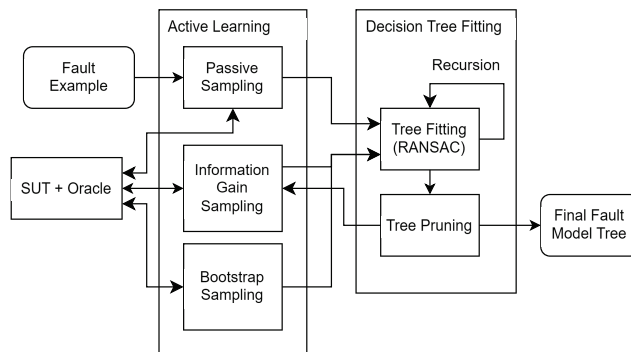 Active Learning
Decision Tree Fitting
Fault
Example
Passive
Sampling
Recursion
Tree Fitting
(RANSAC)
SUT + Oracle
Information
Gain
Sampling
Tree Pruning
Final Fault
Model Tree
Bootstrap
Sampling